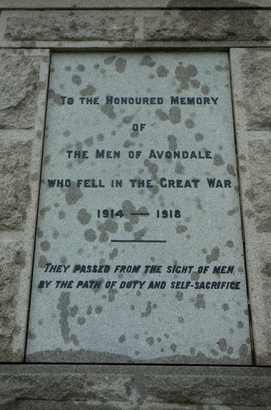 To the Honoured Memory
of
the Men of Avondale
who fell in the Great War
1914 — 1918
They passed from the sight of men
by the path of duty and self-sacrifice